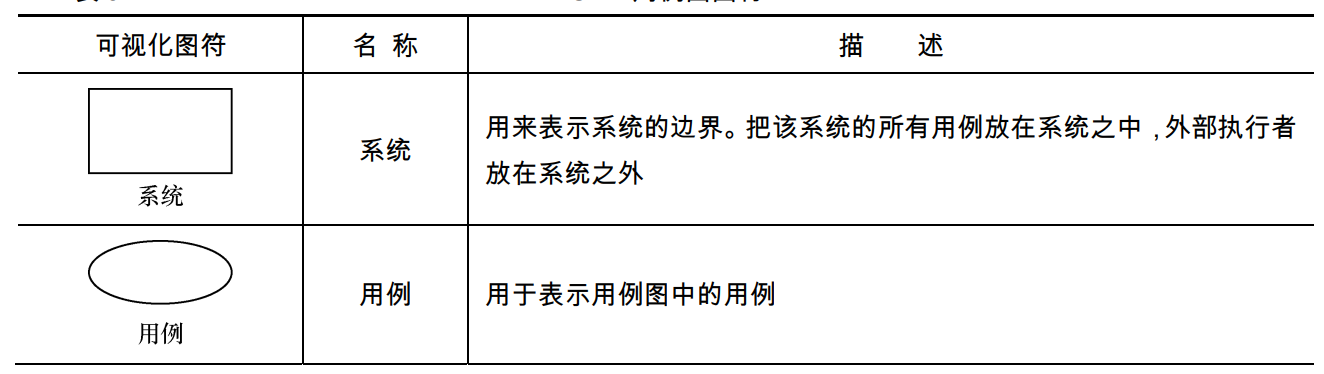 可视化图符
名 称
描 述
系统
系统
用来表示系统的边界。把该系统的所有用例放在系统之中,外部执行者
放在系统之外
用例
用例
用于表示用例图中的用例